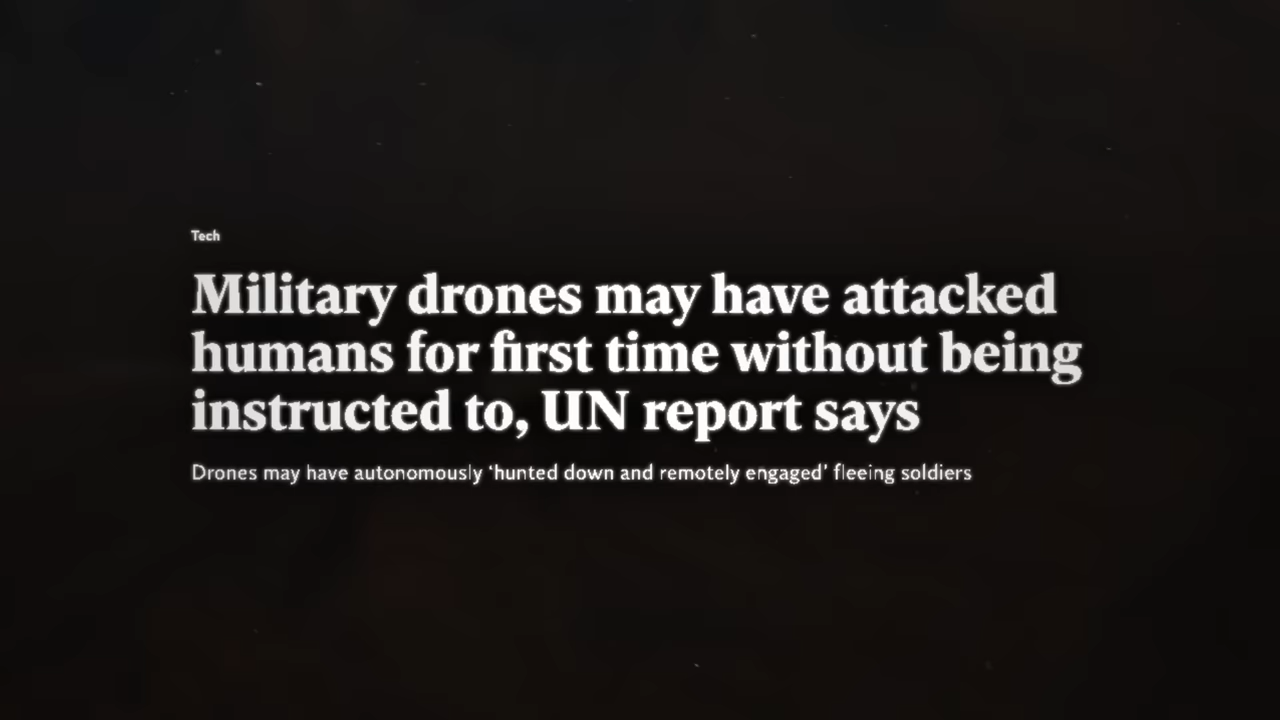 Tech
Military drones may have attacked
humans for first time without being
instructed to, UN report says
Drones may have autonomously ‘hunted down and remotely engaged’ fleeing soldiers